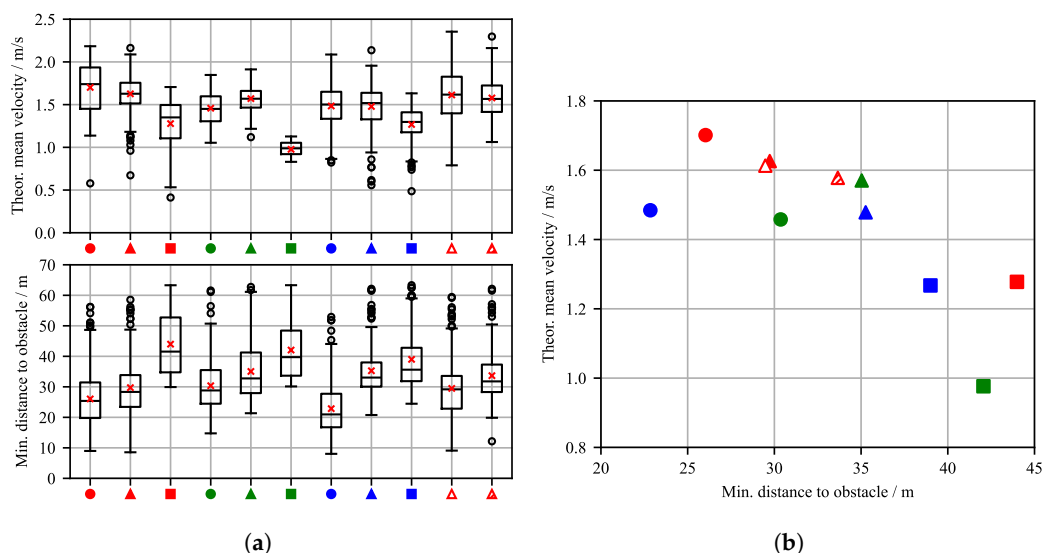 2.5
2.0
1.5
1.0
0.5
0.0
Theor. mean velocity / m/s
70
60
50
40
30
20
10
0
Min. distance to obstacle / m
(a)
1.8
1.6
1.4
1.2
1.0
0.8
Theor. mean velocity / m/s
20 25 30 35 40 45
Min. distance to obstacle / m
(b)